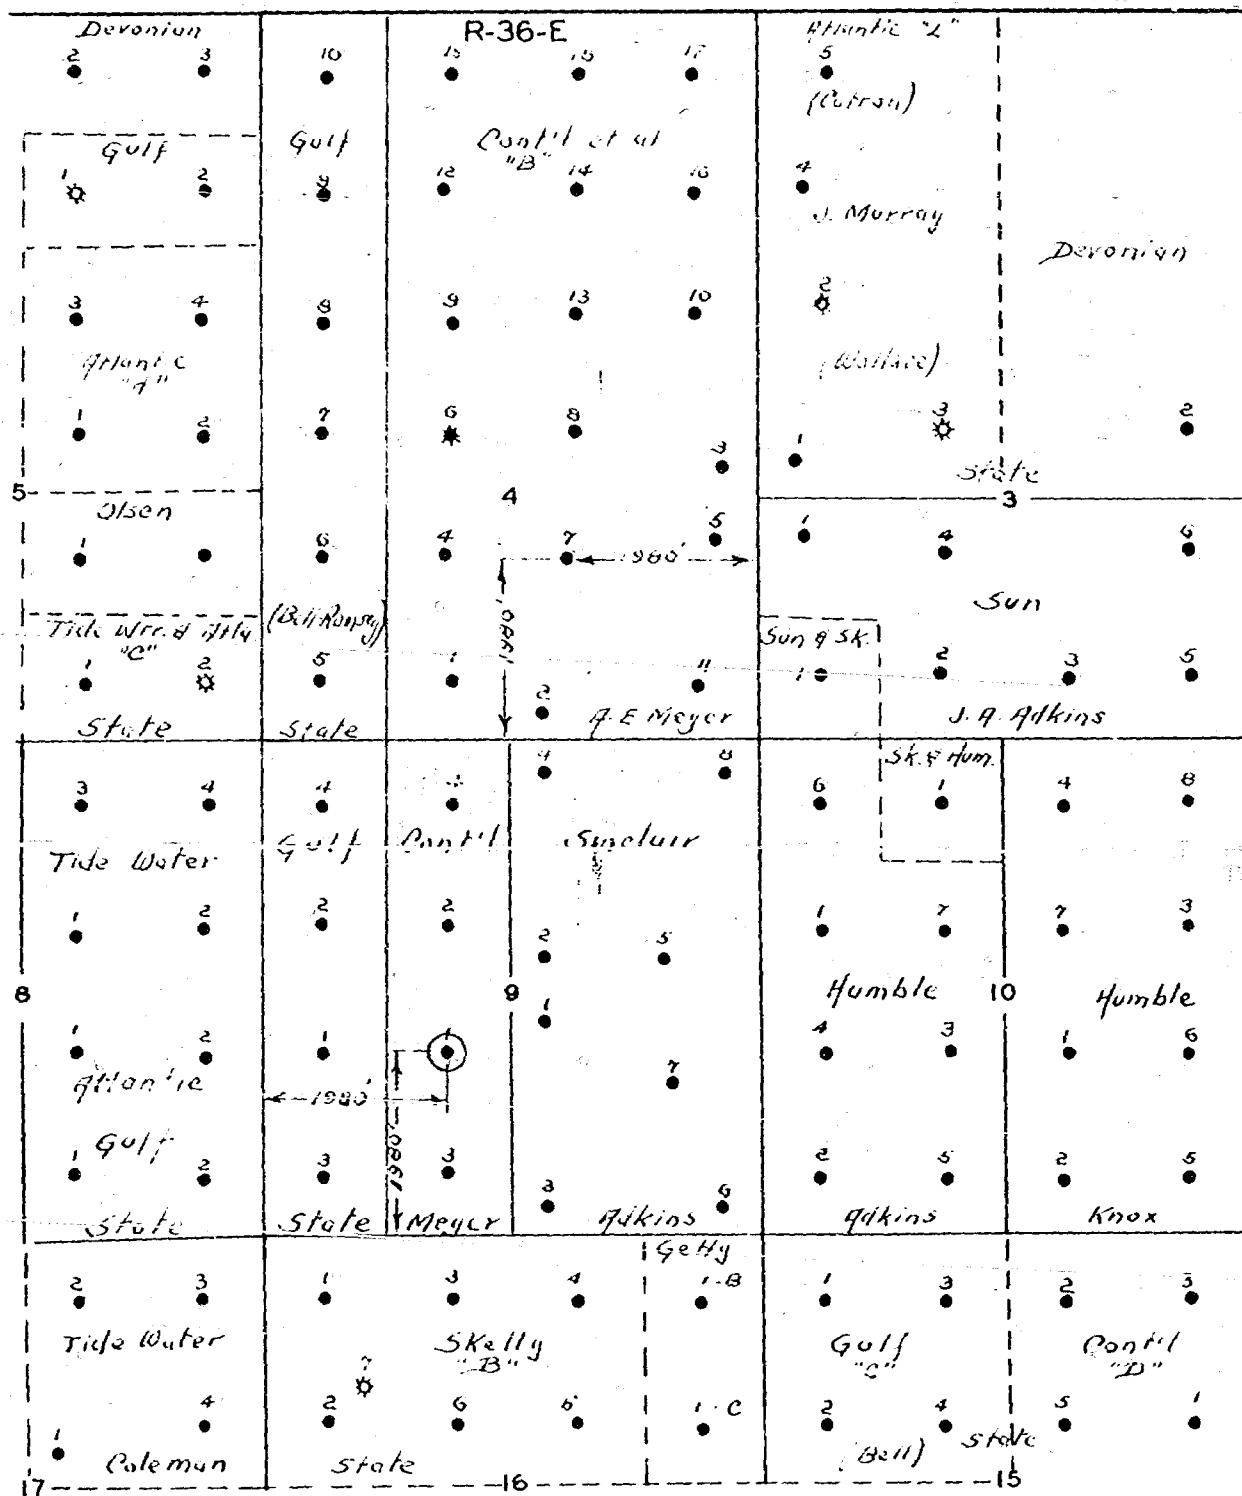 R-36-E
Devonian
Atlantic "L"
2 3 10 15 18 17 5
(Catron)
Gulf Gulf Cont'l et al
"B"
1 2 9 12 14 16 4
J. Murray
Devonian
2
3 4 8 9 13 10
Atlantic
"A"
(Wallace)
1 2 7 6 8 3 1 3 2
State
5 4 3
Olsen
1 6 4 7 5 1 4 6
1980'
1980'
Sun
Tide Wtr. & Atla
"C"
(Bell-Ramsey)
Sun & Sk.
1 2 5 1 2 11 1 2 3 5
State State A.E. Meyer J.A. Adkins
Sk. & Hum.
3 4 4 4 4 8 6 1 4 8
Tide Water Gulf Cont'l Sinclair
1 2 2 2 2 5 1 7 7 3
8 9 Humble 10 Humble
1
1 2 1 1 7 4 3 1 6
Atlantic
1980'
1980'
Gulf
1 2 3 3 3 6 2 5 2 5
State State Meyer Adkins Adkins Knox
Getty
2 3 1 3 4 1-B 1 3 2 3
Tide Water Skelly
"B"
Gulf
"C"
Cont'l
"D"
7
1 4 2 6 5 1-C 2 4 5 1
Coleman State (Bell) State
17 16 15